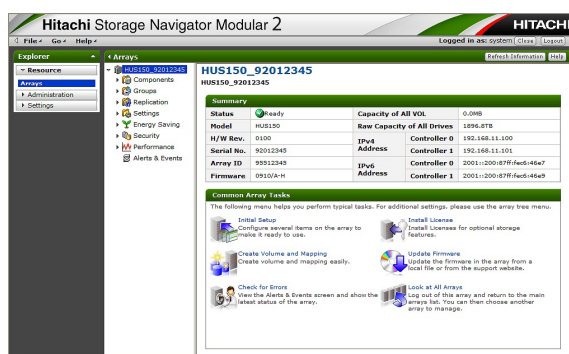 Hitachi Storage Navigator Modular 2
HITACHI
File Go Help
Logged in as: system Close Logout
Explorer
Arrays
Refresh Information Help
Resource
Arrays
Administration
Settings
HUS150_92012345
Components
Groups
Replication
Settings
Energy Saving
Security
Performance
Alerts & Events
HUS150_92012345
HUS150_92012345
Summary
Status Ready Capacity of All VOL 0.0MB
Model HUS150 Raw Capacity of All Drives 1896.8TB
H/W Rev. 0100 IPv4 Address Controller 0 192.168.11.100
Serial No. 92012345 Controller 1 192.168.11.101
Array ID 93512345 IPv6 Address Controller 0 2001::200:87ff:fec6:46e7
Firmware 0910/A-H Controller 1 2001::200:87ff:fec6:46e9
Common Array Tasks
The following menu helps you perform typical tasks. For additional settings, please use the array tree menu.
Initial Setup
Configure several items on the array to
make it ready to use.
Install License
Install Licenses for optional storage
features.
Create Volume and Mapping
Create volume and mapping easily.
Update Firmware
Update the firmware in the array from a
local file or from the support website.
Check for Errors
View the Alerts & Events screen and show the
latest status of the array.
Look at All Arrays
Log out of this array and return to the main
arrays list. You can then choose another
array to manage.